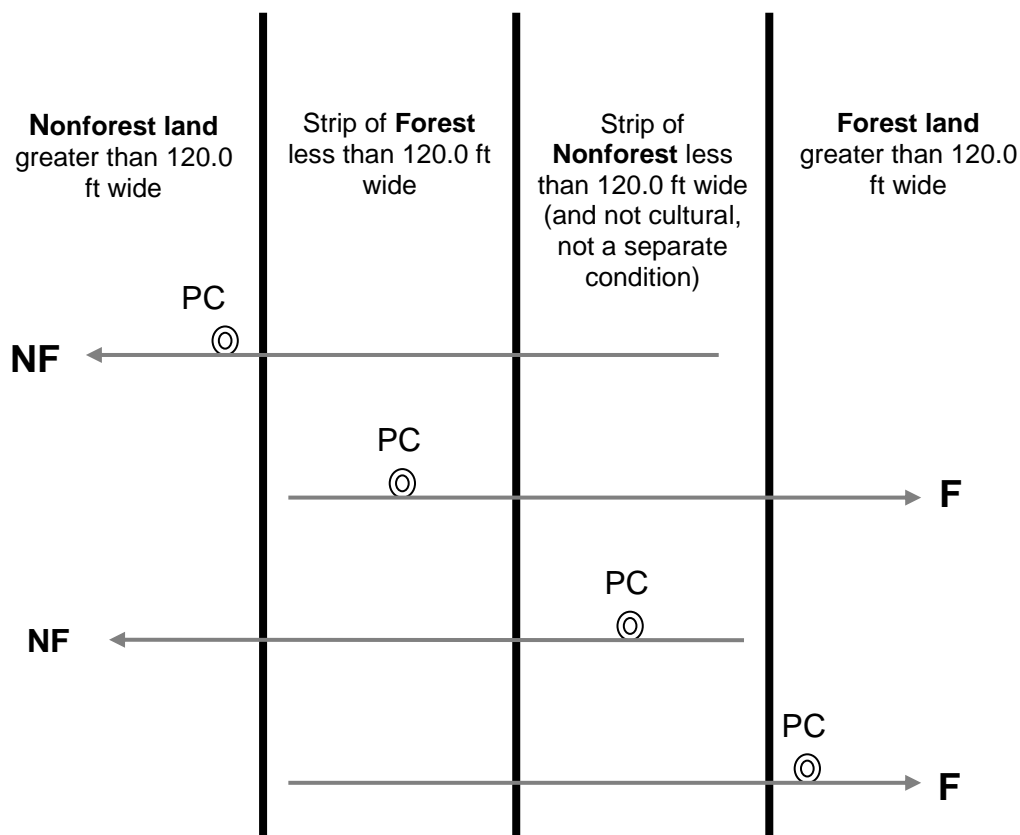 Nonforest land
greater than 120.0
ft wide
Strip of Forest
less than 120.0 ft
wide
Strip of
Nonforest less
than 120.0 ft wide
(and not cultural,
not a separate
condition)
Forest land
greater than 120.0
ft wide
PC
NF
PC
F
PC
NF
PC
F